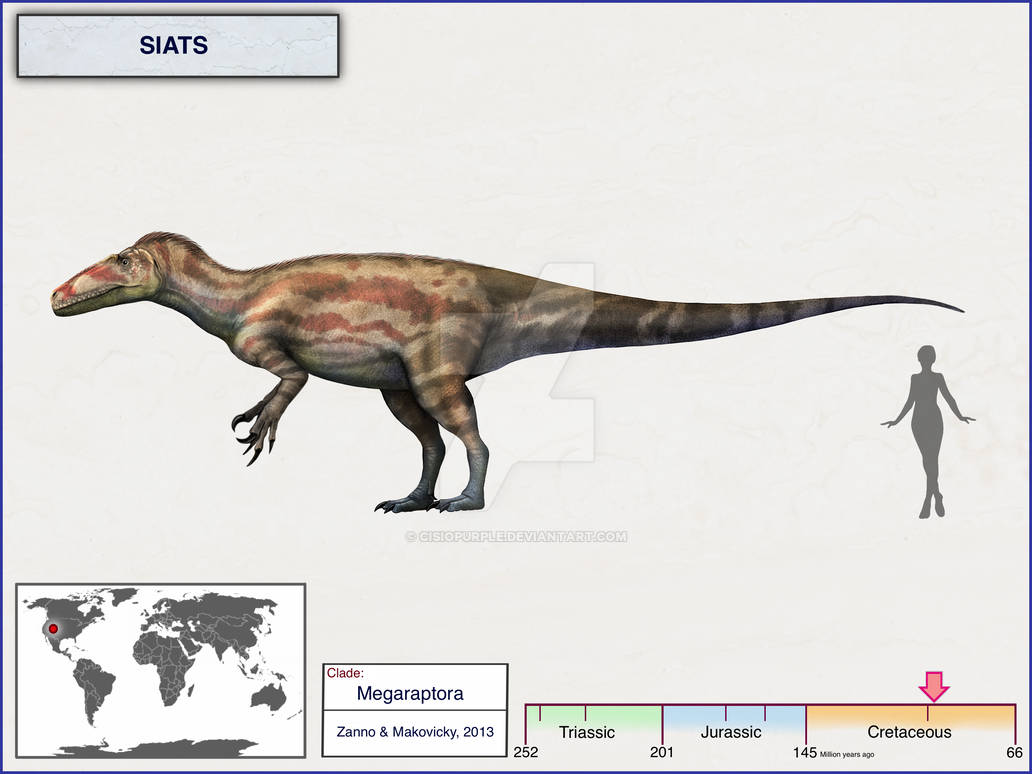 SIATS
© CISIOPURPLE.DEVIANTART.COM
Clade:
Megaraptora
Zanno & Makovicky, 2013
Triassic Jurassic Cretaceous
252 201 145 Million years ago 66